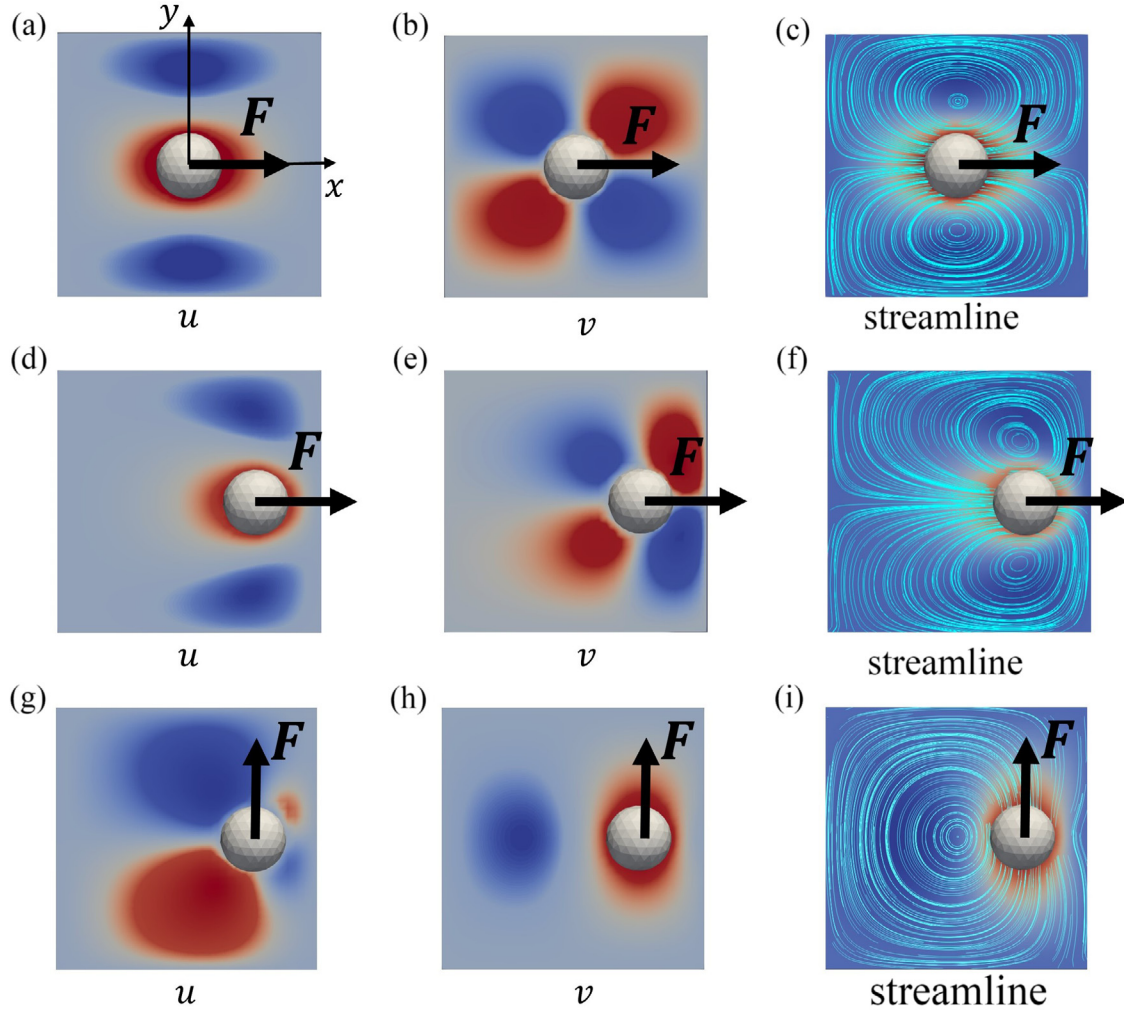 (a) y F x u
(b) F v
(c) F streamline
(d) F u
(e) F v
(f) F streamline
(g) F u
(h) F v
(i) F streamline